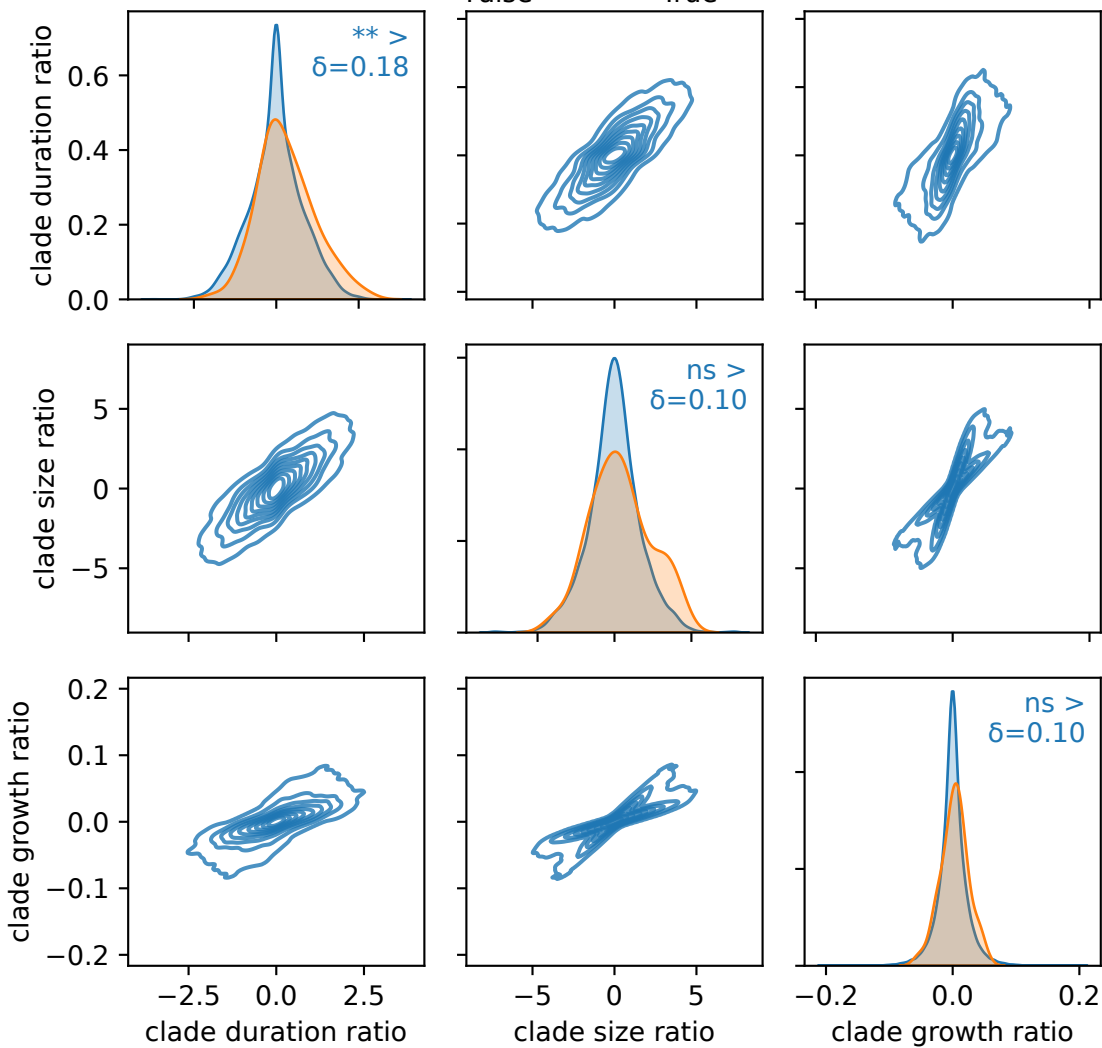 clade duration ratio
0.6
0.4
0.2
0.0
** >
δ=0.18
clade size ratio
5
0
−5
ns >
δ=0.10
clade growth ratio
0.2
0.1
0.0
−0.1
−0.2
ns >
δ=0.10
−2.5 0.0 2.5
−5 0 5
−0.2 0.0 0.2
clade duration ratio
clade size ratio
clade growth ratio